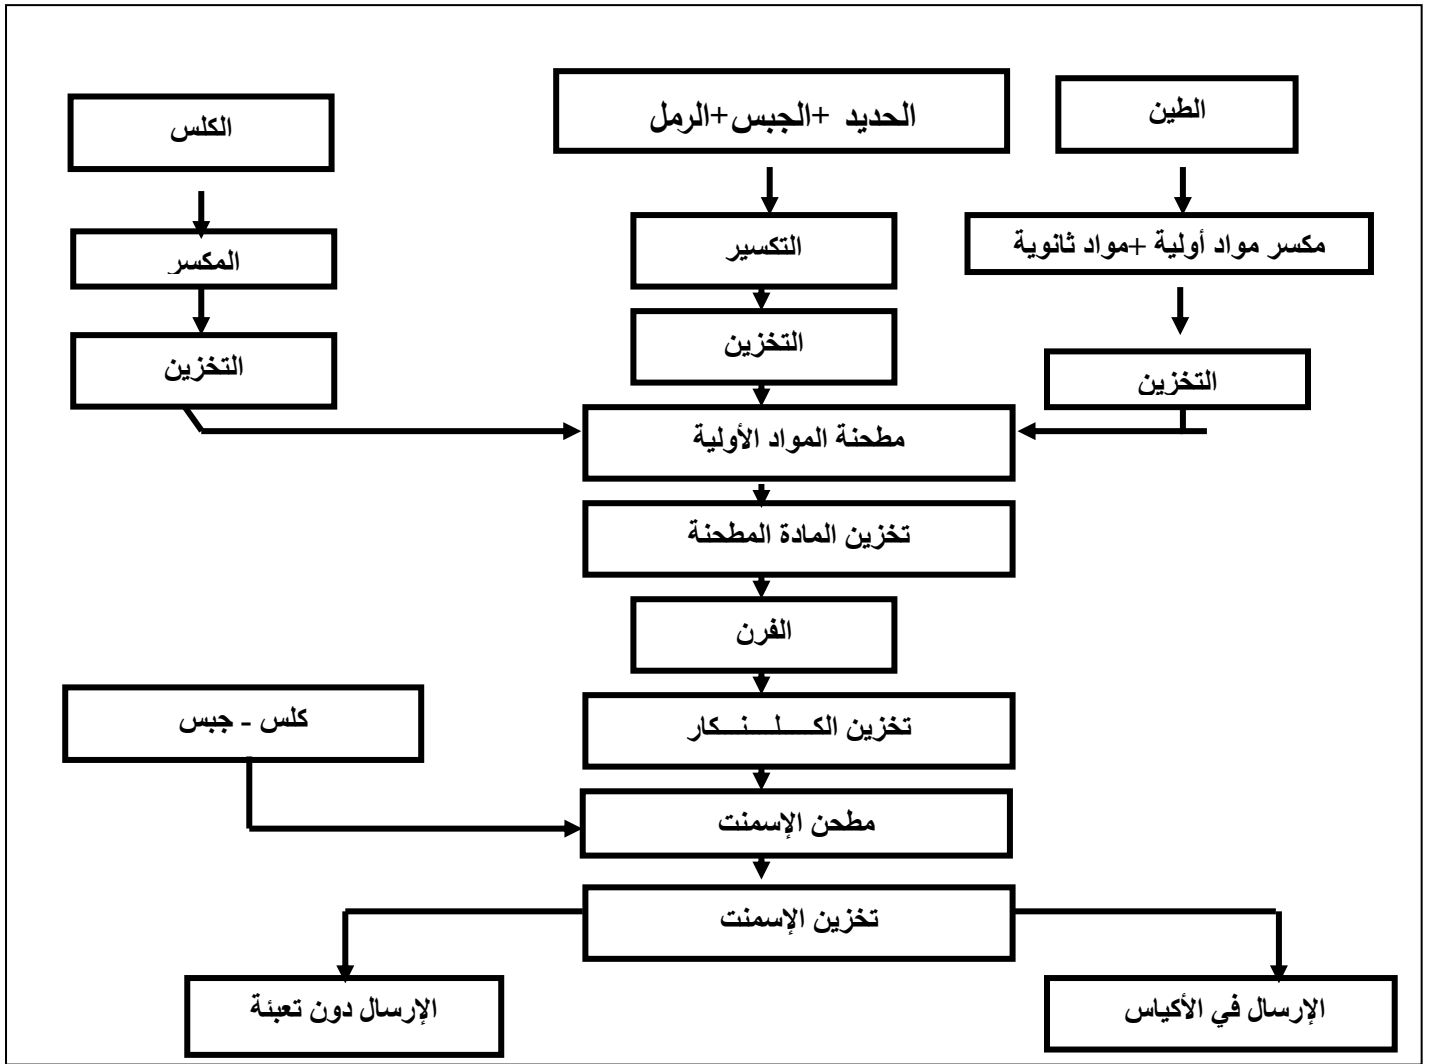 الطين
الحديد +الجبس+الرمل
الكلس
مكسر مواد أولية +مواد ثانوية
التكسير
المكسر
التخزين
التخزين
التخزين
مطحنة المواد الأولية
تخزين المادة المطحنة
الفرن
تخزين الكـــلـــنـــكار
كلس - جبس
مطحن الإسمنت
تخزين الإسمنت
الإرسال في الأكياس
الإرسال دون تعبئة